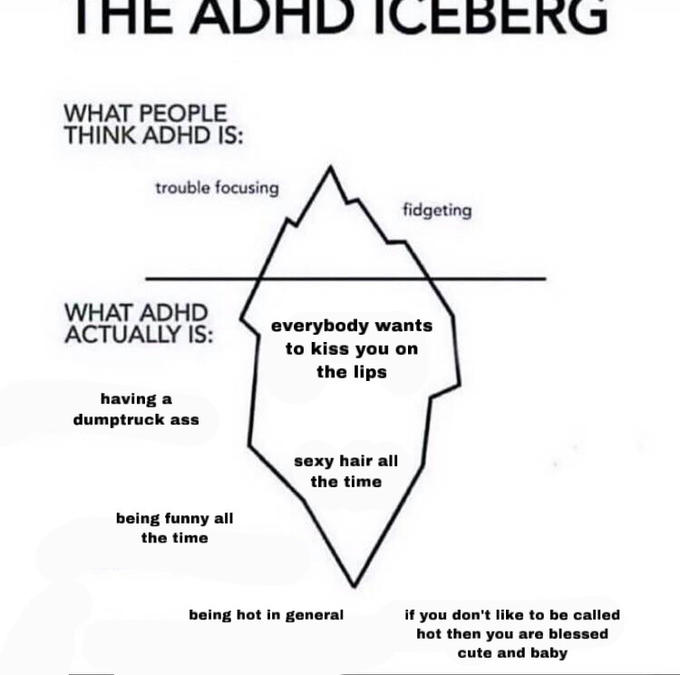 THE ADHD ICEBERG
WHAT PEOPLE
THINK ADHD IS:
trouble focusing
fidgeting
WHAT ADHD
ACTUALLY IS:
everybody wants
to kiss you on
the lips
having a
dumptruck ass
sexy hair all
the time
being funny all
the time
being hot in general
if you don't like to be called
hot then you are blessed
cute and baby